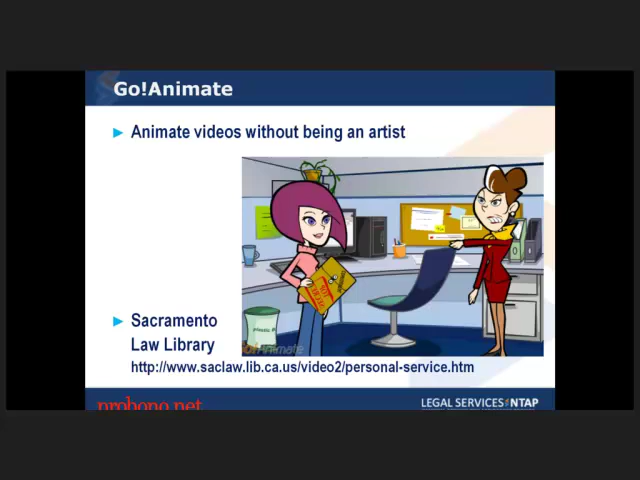 Go!Animate
Animate videos without being an artist
Sacramento
Law Library
http://www.saclaw.lib.ca.us/video2/personal-service.htm
probono.net
LEGAL SERVICES NTAP